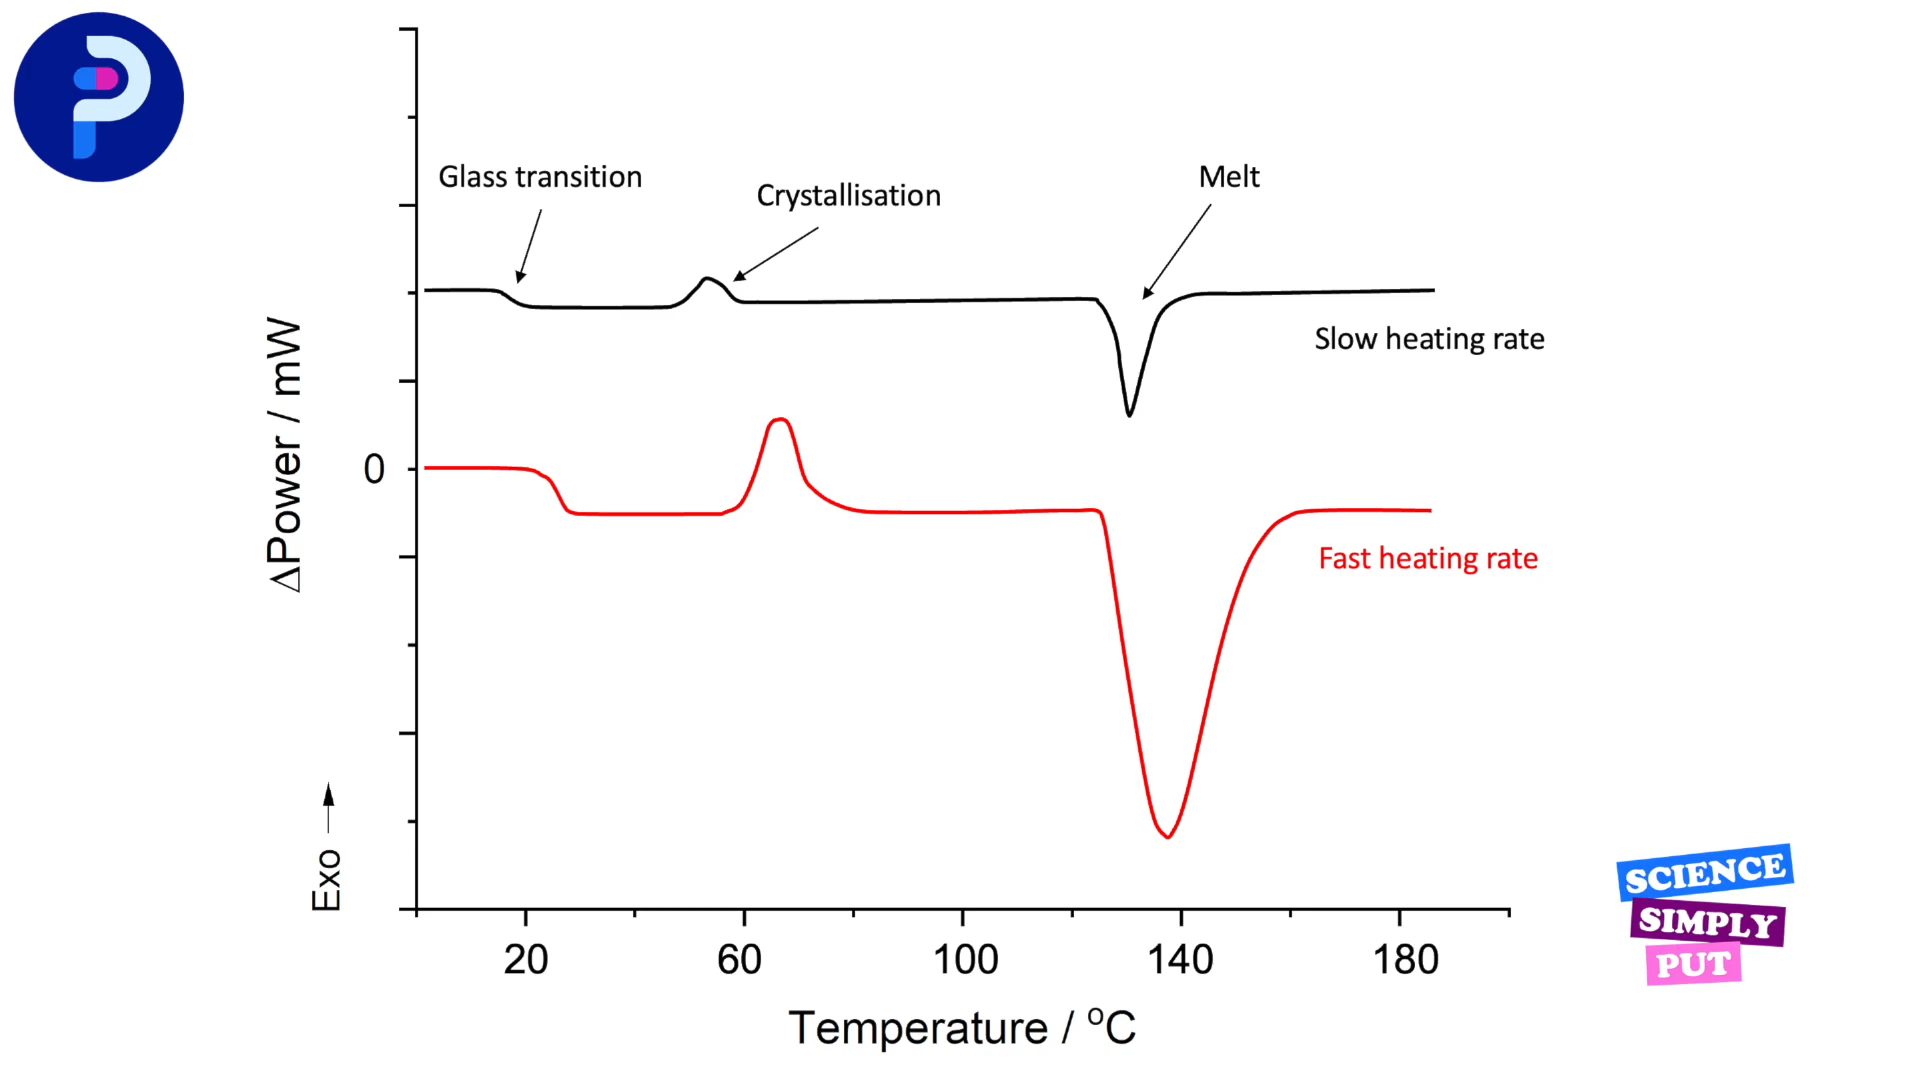 Glass transition
Crystallisation
Melt
Slow heating rate
ΔPower / mW
0
Fast heating rate
Exo →
20 60 100 140 180
Temperature / °C
SCIENCE
SIMPLY
PUT